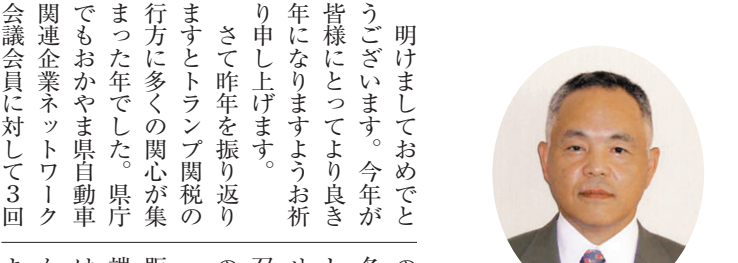 明けましておめでと
うございます。今年が
皆様にとってより良き
年になりますようお祈
り申し上げます。
さて昨年を振り返り
ますとトランプ関税の
行方に多くの関心が集
まった年でした。県庁
でもおかやま県自動車
関連企業ネットワーク
会議会員に対して３回